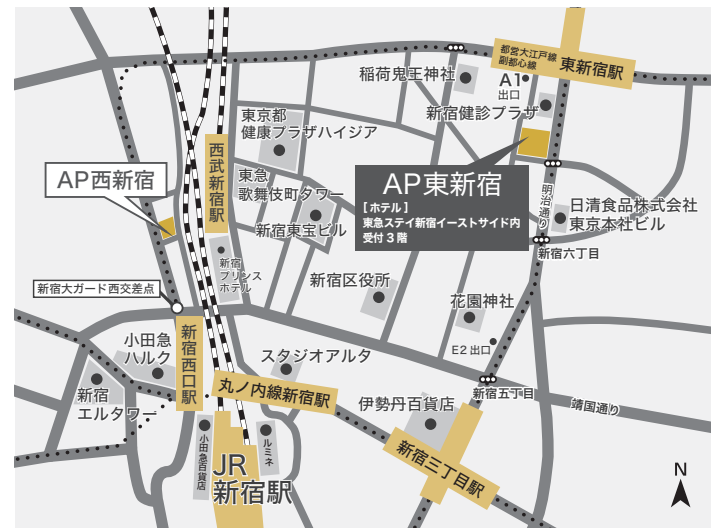 都営大江戸線
副都心線
東新宿駅
稲荷鬼王神社
A1
出口
新宿健診プラザ
東京都
健康プラザハイジア
西武新宿駅
AP西新宿
東急
歌舞伎町タワー
AP東新宿
[ホテル]
東急ステイ新宿イーストサイド内
受付3階
明治通り
日清食品株式会社
東京本社ビル
新宿東宝ビル
新宿六丁目
新宿
プリンス
ホテル
新宿区役所
新宿大ガード西交差点
花園神社
E2出口
新宿西口駅
小田急
ハルク
スタジオアルタ
新宿
エルタワー
丸ノ内線新宿駅
新宿五丁目
靖国通り
伊勢丹百貨店
小田急百貨店
ルミネ
新宿三丁目駅
JR
新宿駅
N